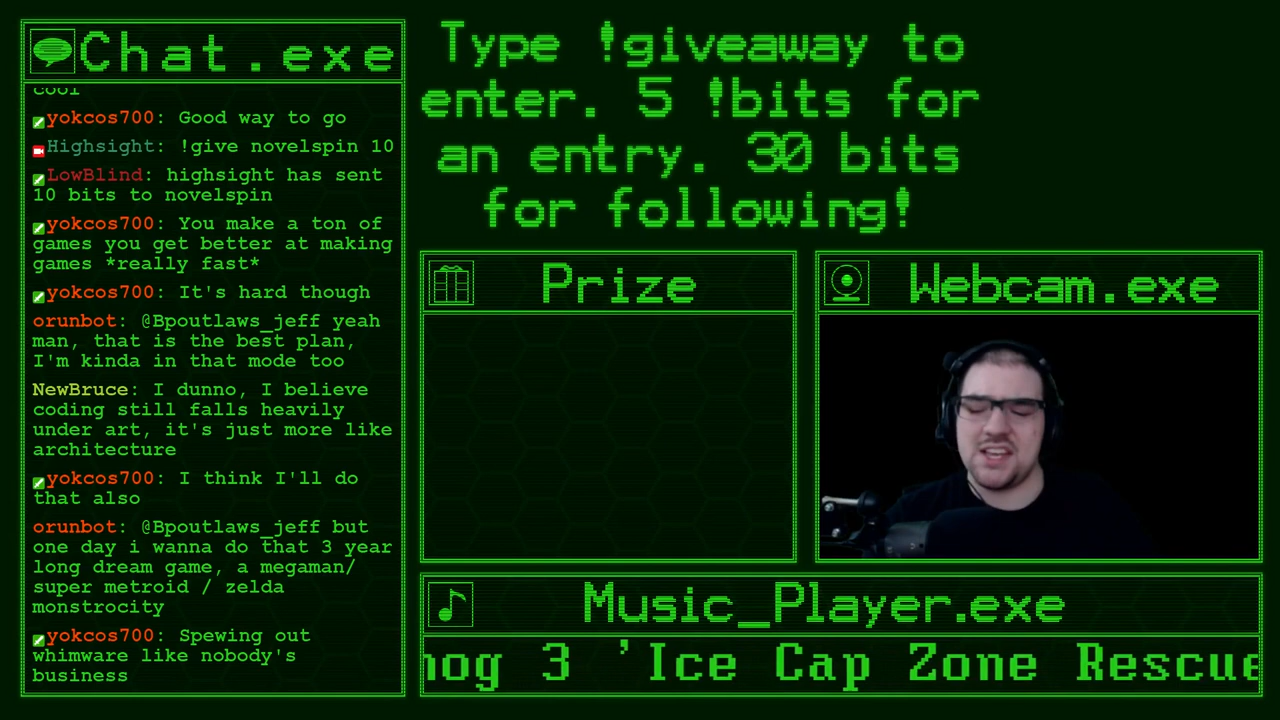 Chat.exe
cool
yokcos700: Good way to go
Highsight: !give novelspin 10
LowBlind: highsight has sent
10 bits to novelspin
yokcos700: You make a ton of
games you get better at making
games *really fast*
yokcos700: It's hard though
orunbot: @Bpoutlaws_jeff yeah
man, that is the best plan,
I'm kinda in that mode too
NewBruce: I dunno, I believe
coding still falls heavily
under art, it's just more like
architecture
yokcos700: I think I'll do
that also
orunbot: @Bpoutlaws_jeff but
one day i wanna do that 3 year
long dream game, a megaman/
super metroid / zelda
monstrocity
yokcos700: Spewing out
whimware like nobody's
business
Type !giveaway to
enter. 5 !bits for
an entry. 30 bits
for following!
Prize
Webcam.exe
Music_Player.exe
hog 3 'Ice Cap Zone Rescue